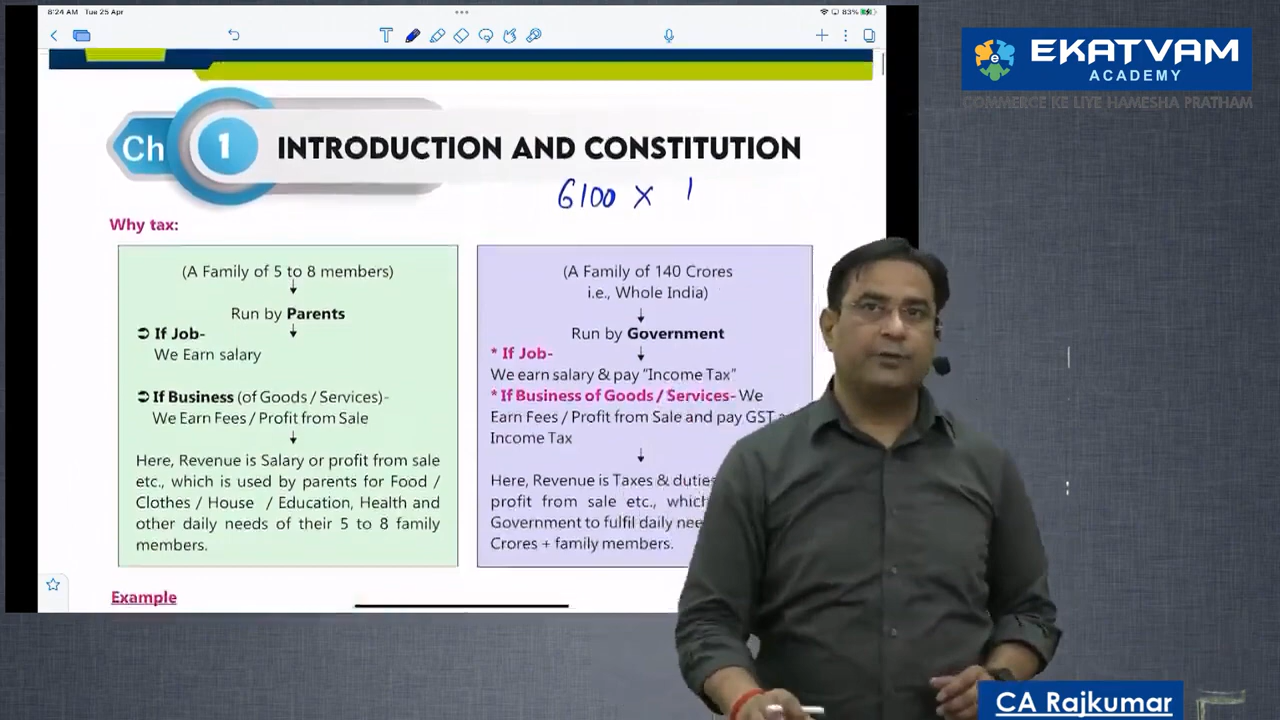 8:24 AM Tue 25 Apr
83%
EKATVAM
ACADEMY
COMMERCE KE LIYE HAMESHA PRATHAM
Ch 1 INTRODUCTION AND CONSTITUTION
6100 x 1
Why tax:
(A Family of 5 to 8 members)
Run by Parents
If Job-
We Earn salary
If Business (of Goods / Services)-
We Earn Fees / Profit from Sale
Here, Revenue is Salary or profit from sale
etc., which is used by parents for Food /
Clothes / House / Education, Health and
other daily needs of their 5 to 8 family
members.
(A Family of 140 Crores
i.e., Whole India)
Run by Government
* If Job-
We earn salary & pay "Income Tax"
* If Business of Goods / Services- We
Earn Fees / Profit from Sale and pay GST
Income Tax
Here, Revenue is Taxes & duties
profit from sale etc., which
Government to fulfil daily
Crores + family members.
Example
CA Rajkumar